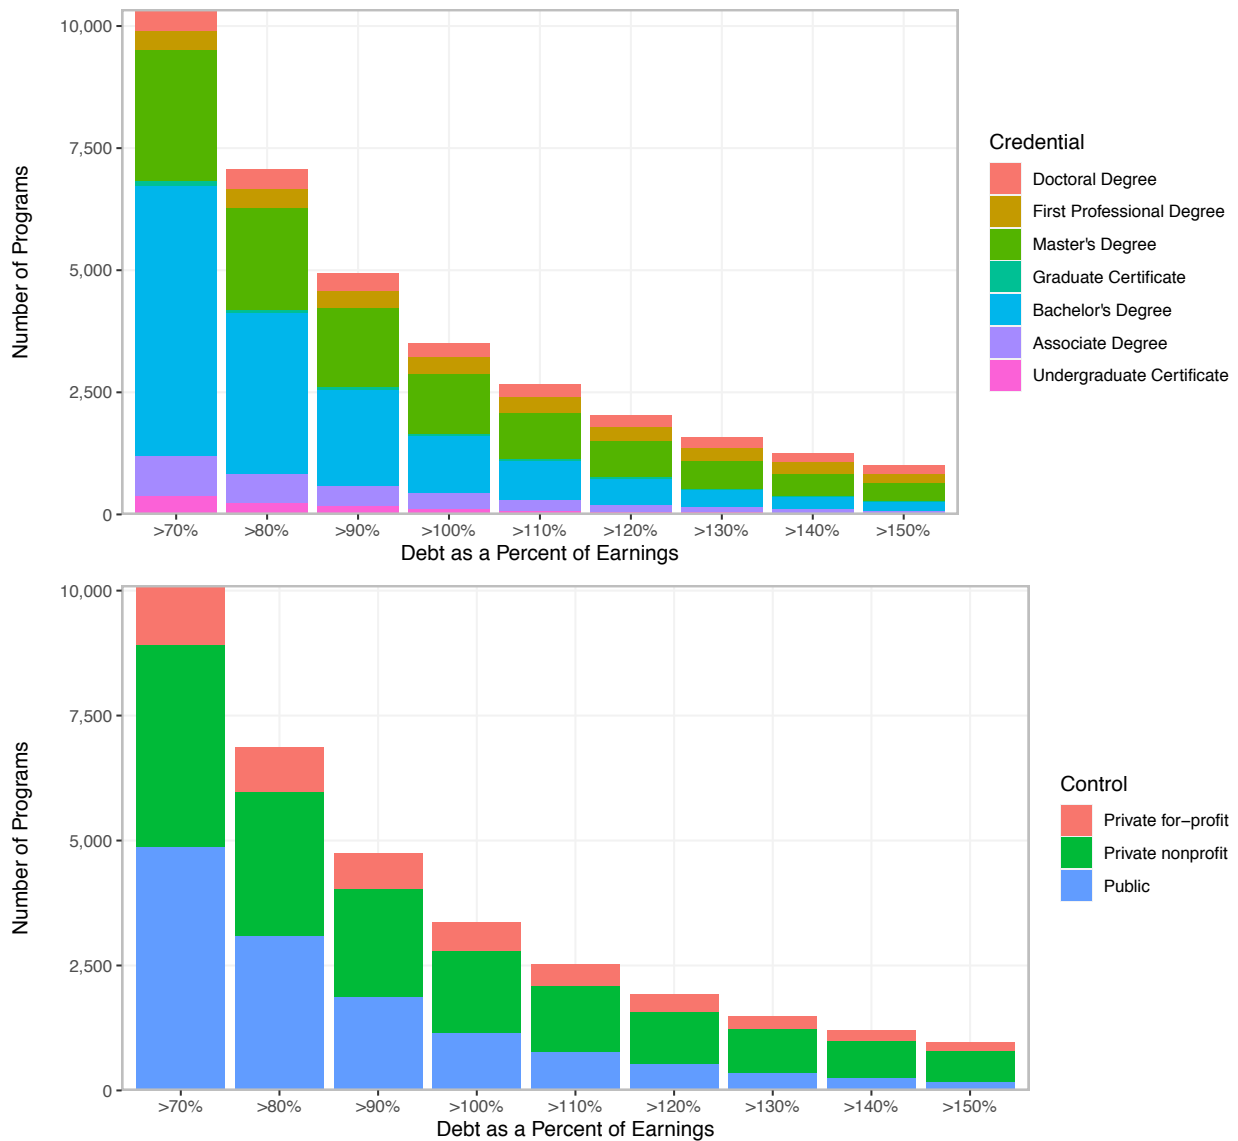 Number of Programs
10,000
7,500
5,000
2,500
0
>70% >80% >90% >100% >110% >120% >130% >140% >150%
Debt as a Percent of Earnings
Credential
Doctoral Degree
First Professional Degree
Master's Degree
Graduate Certificate
Bachelor's Degree
Associate Degree
Undergraduate Certificate
Number of Programs
10,000
7,500
5,000
2,500
0
>70% >80% >90% >100% >110% >120% >130% >140% >150%
Debt as a Percent of Earnings
Control
Private for−profit
Private nonprofit
Public